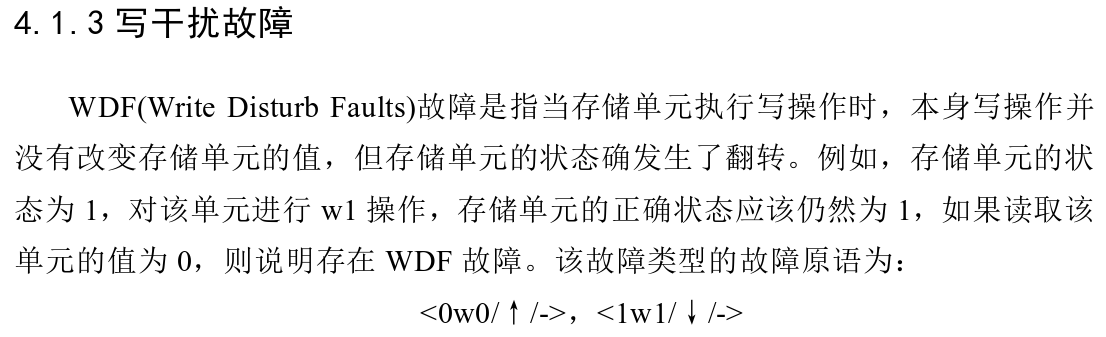 4.1.3 写干扰故障
WDF(Write Disturb Faults)故障是指当存储单元执行写操作时，本身写操作并
没有改变存储单元的值，但存储单元的状态确发生了翻转。例如，存储单元的状
态为 1，对该单元进行 w1 操作，存储单元的正确状态应该仍然为 1，如果读取该
单元的值为 0，则说明存在 WDF 故障。该故障类型的故障原语为：
<0w0/↑/->，<1w1/↓/->